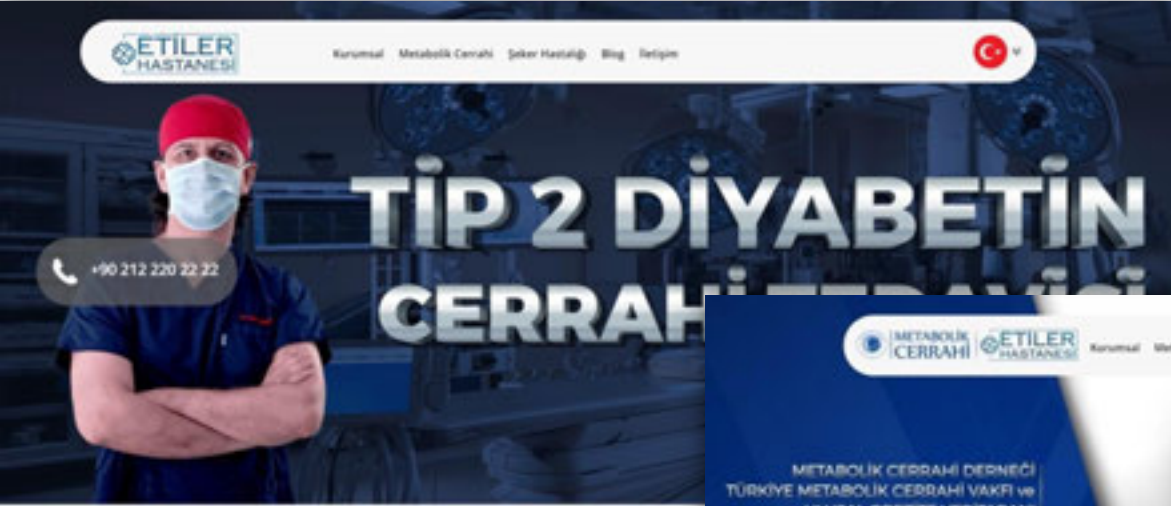 ETİLER
HASTANESİ
Kurumsal Metabolik Cerrahi Şeker Hastalığı Blog İletişim
TİP 2 DİYABETİN
+90 212 220 22 22
METABOLİK
CERRAHİ
ETİLER
HASTANESİ
Kurumsal
METABOLİK CERRAHİ DERNEĞİ
TÜRKİYE METABOLİK CERRAHİ VAKFI ve